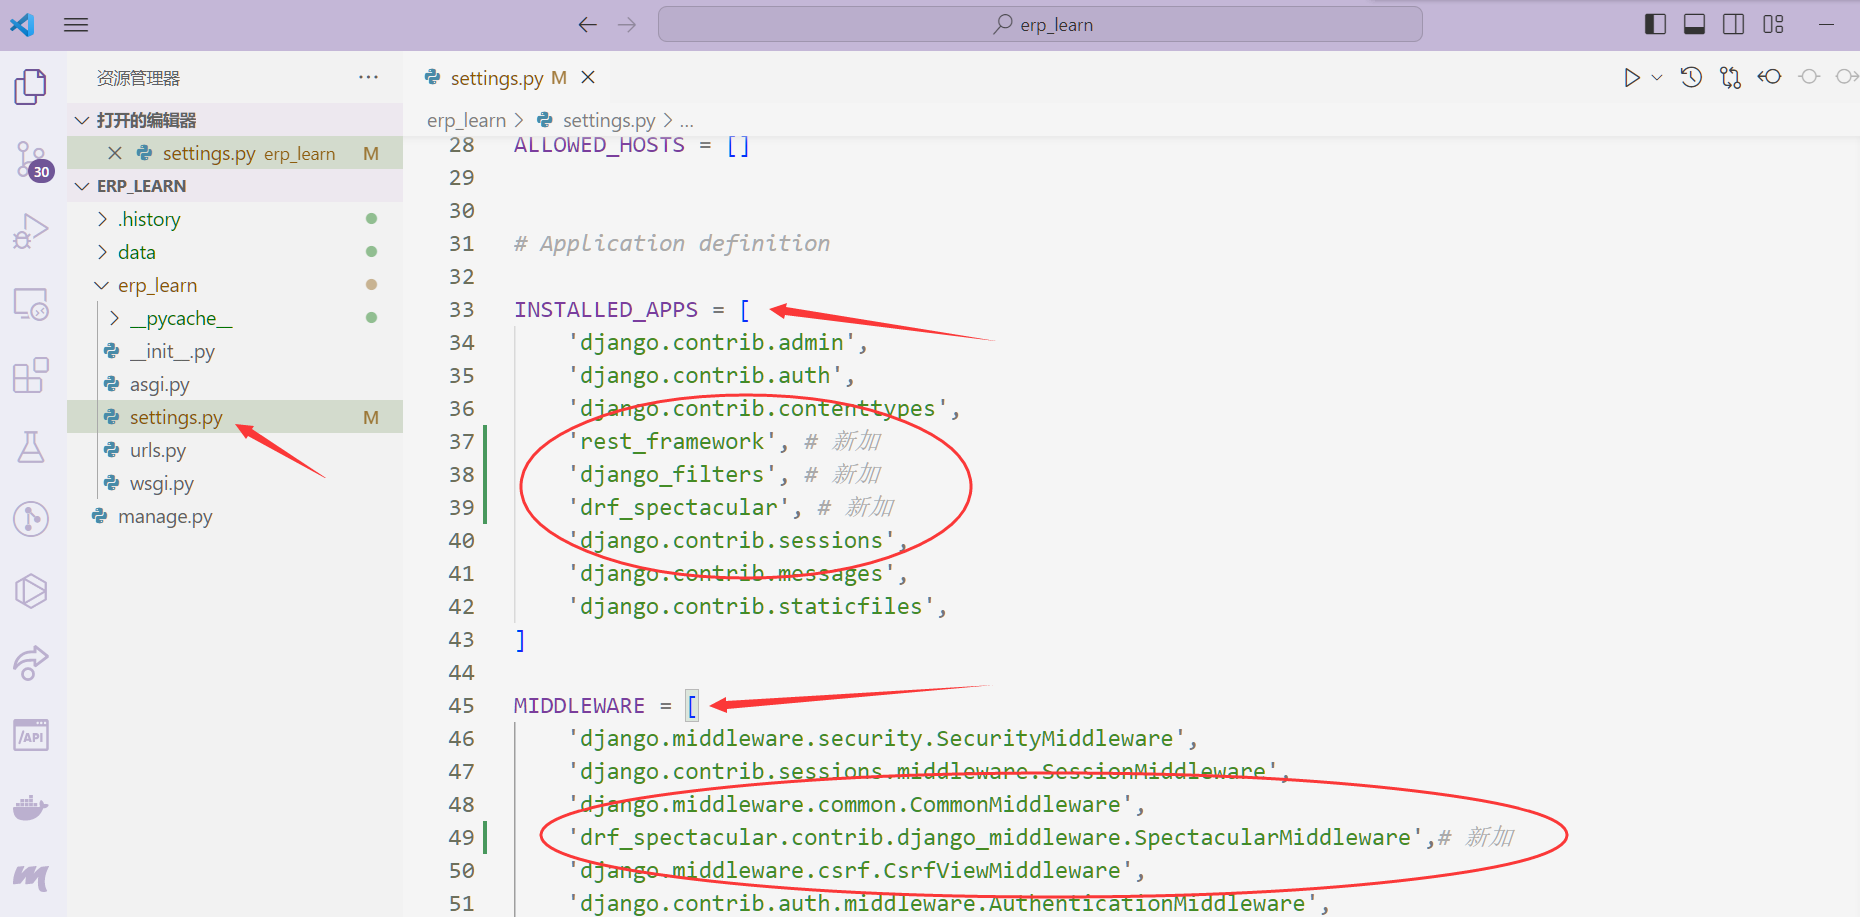 erp_learn
资源管理器
打开的编辑器
settings.py erp_learn M
ERP_LEARN
.history
data
erp_learn
__pycache__
__init__.py
asgi.py
settings.py M
urls.py
wsgi.py
manage.py
30
/API
settings.py M
erp_learn > settings.py > ...
28 ALLOWED_HOSTS = []
29
30
31 # Application definition
32
33 INSTALLED_APPS = [
34 'django.contrib.admin',
35 'django.contrib.auth',
36 'django.contrib.contenttypes',
37 'rest_framework', # 新加
38 'django_filters', # 新加
39 'drf_spectacular', # 新加
40 'django.contrib.sessions',
41 'django.contrib.messages',
42 'django.contrib.staticfiles',
43 ]
44
45 MIDDLEWARE = [
46 'django.middleware.security.SecurityMiddleware',
47 'django.contrib.sessions.middleware.SessionMiddleware',
48 'django.middleware.common.CommonMiddleware',
49 'drf_spectacular.contrib.django_middleware.SpectacularMiddleware',# 新加
50 'django.middleware.csrf.CsrfViewMiddleware',
51 'django.contrib.auth.middleware.AuthenticationMiddleware',